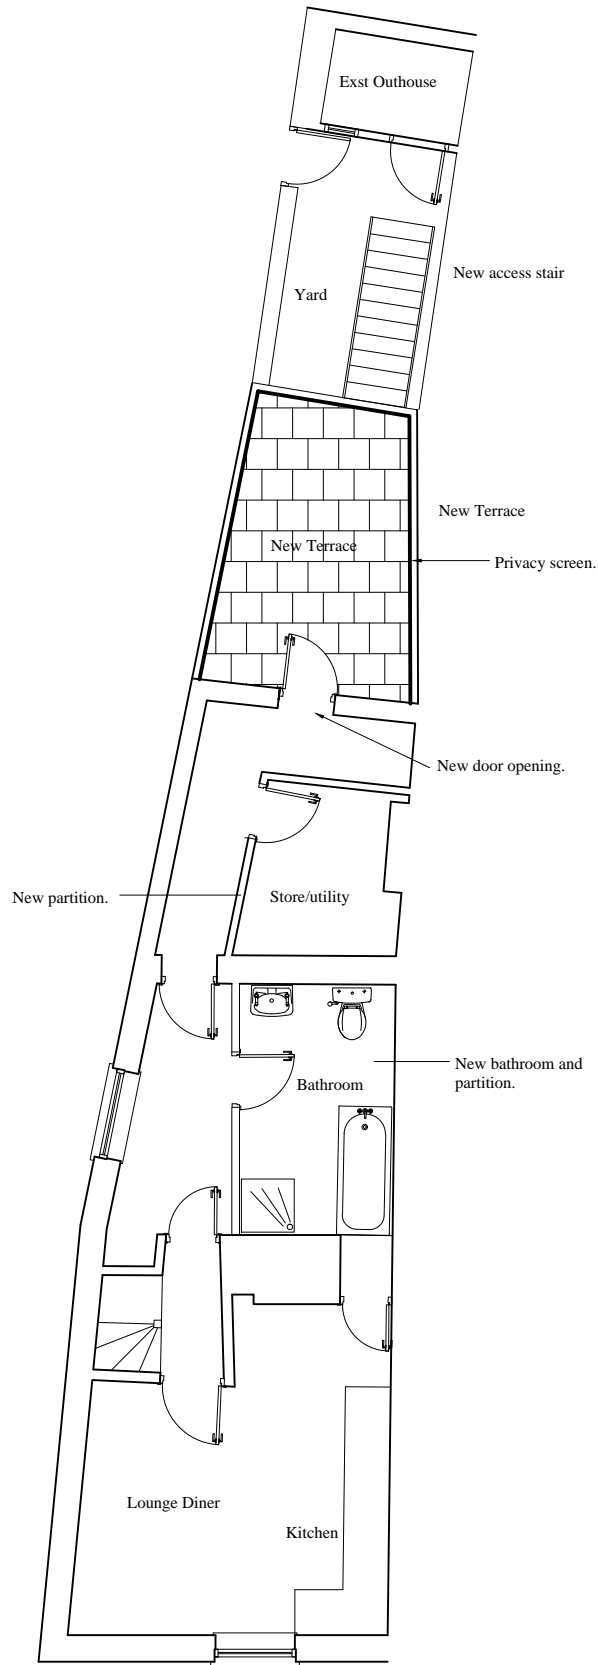 Exst Outhouse
New access stair
Yard
New Terrace
New Terrace
Privacy screen.
New door opening.
New partition.
Store/utility
New bathroom and
partition.
Bathroom
Lounge Diner
Kitchen